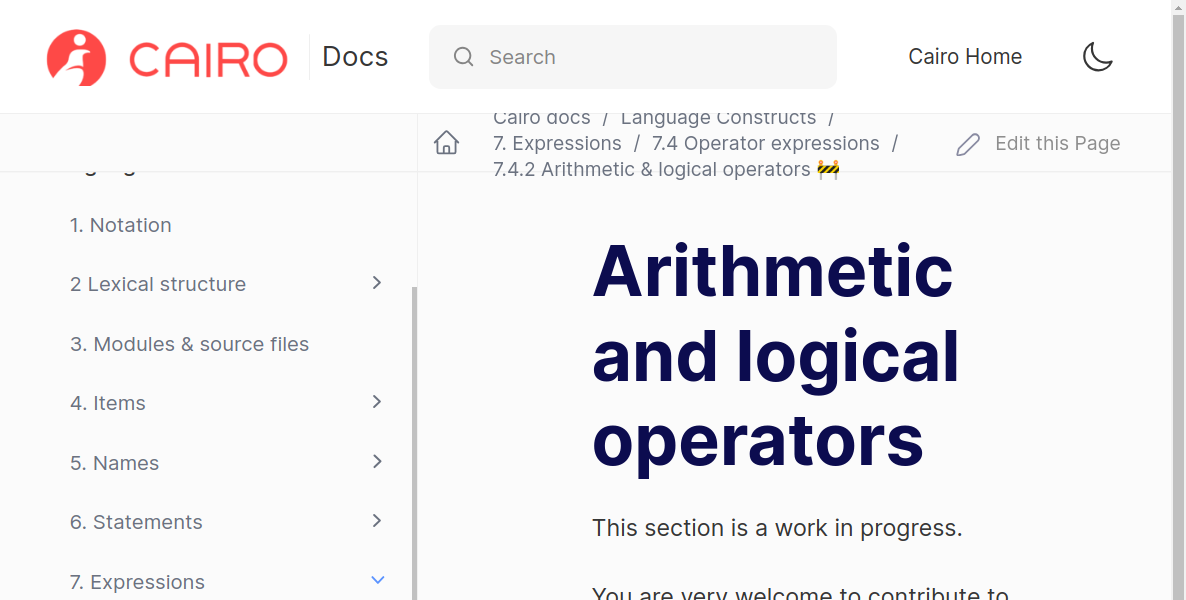 CAIRO Docs
Search
Cairo Home
Cairo docs / Language Constructs /
7. Expressions / 7.4 Operator expressions /
7.4.2 Arithmetic & logical operators 🚧
Edit this Page
1. Notation
2 Lexical structure
3. Modules & source files
4. Items
5. Names
6. Statements
7. Expressions
Arithmetic
and logical
operators
This section is a work in progress.
You are very welcome to contribute to